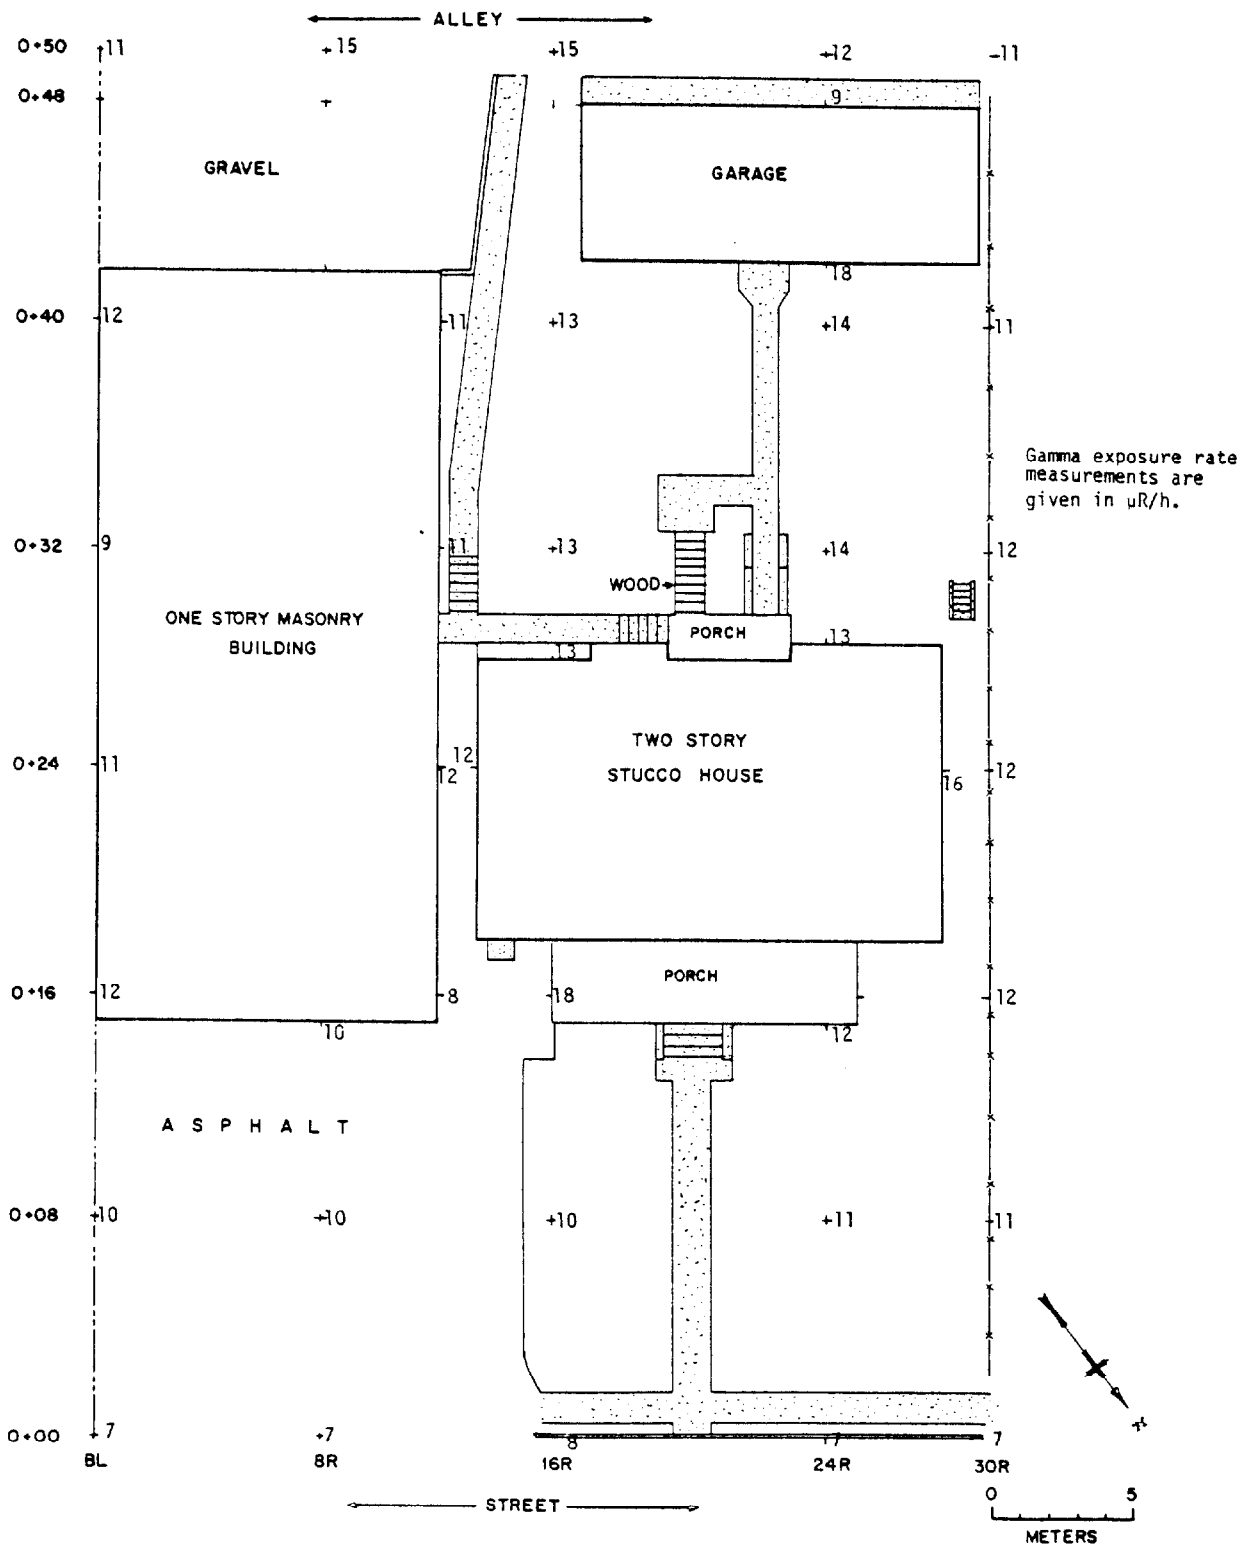 ALLEY
0+50 11 +15 +15 +12 -11
0+48 9
GRAVEL
GARAGE
18
0+40 12 11 +13 +14 11
Gamma exposure rate
measurements are
given in µR/h.
0+32 9 11 +13 +14 12
WOOD
ONE STORY MASONRY
BUILDING
PORCH
13
13
TWO STORY
STUCCO HOUSE
12
0+24 11 12 16 12
PORCH
0+16 12 8 18 12
10 12
ASPHALT
0+08 +10 +10 +10 +11 11
0+00 7 +7 8 7 7
BL 8R 16R 24R 30R
N
STREET
0 5
METERS